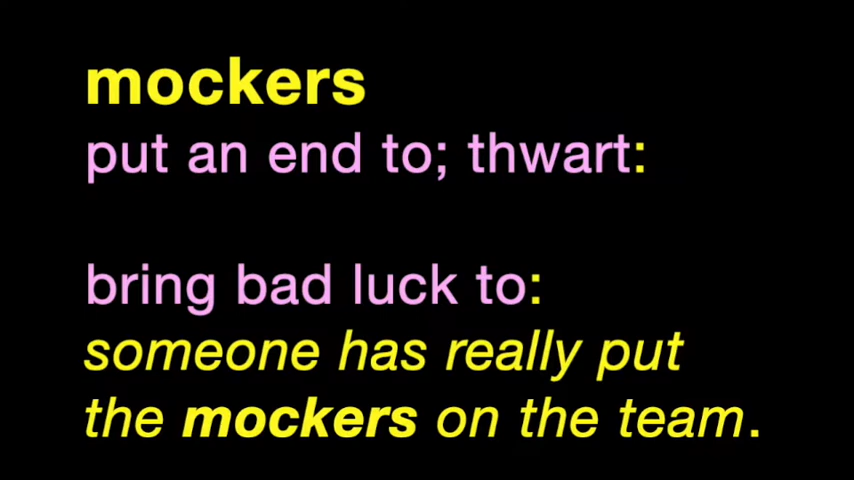 mockers
put an end to; thwart:
bring bad luck to:
someone has really put
the mockers on the team.